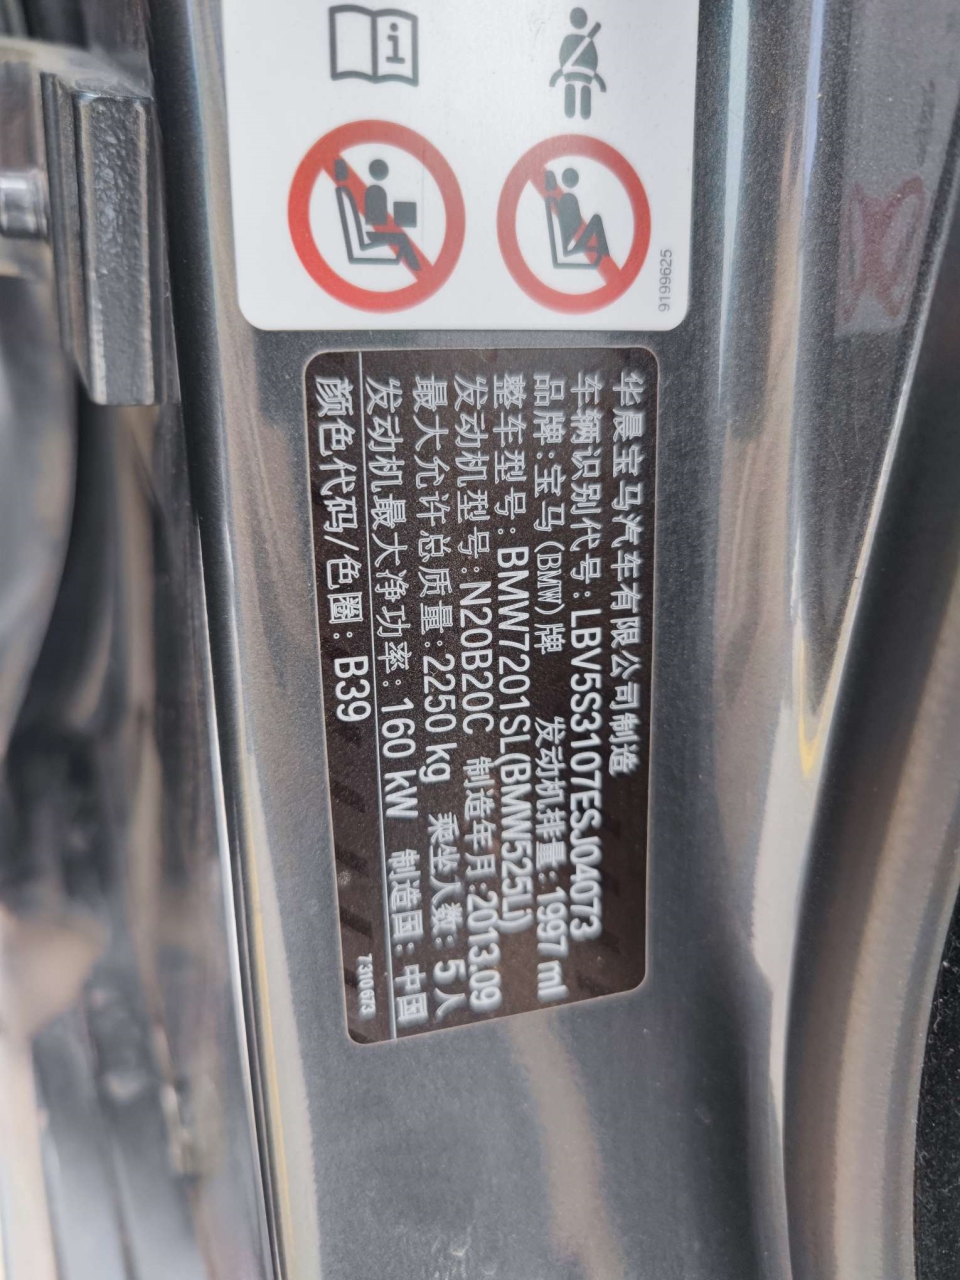 9199625
华晨宝马汽车有限公司制造
车辆识别代号:LBV5S3107ESJ04073
品牌:宝马(BMW)牌 发动机排量:1997 ml
整车型号:BMW7201SL(BMW525Li)
发动机型号:N20B20C 制造年月:2013.09
最大允许总质量:2250 kg 乘坐人数:5人
发动机最大净功率:160 kW 制造国:中国
颜色代码/色圈:B39 7310673